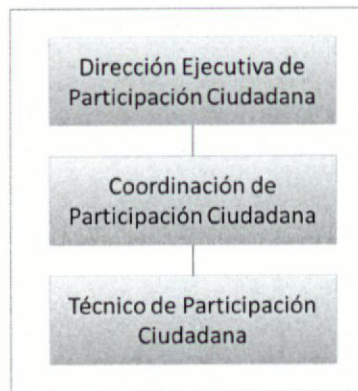 Dirección Ejecutiva de
Participación Ciudadana
Coordinación de
Participación Ciudadana
Técnico de Participación
Ciudadana